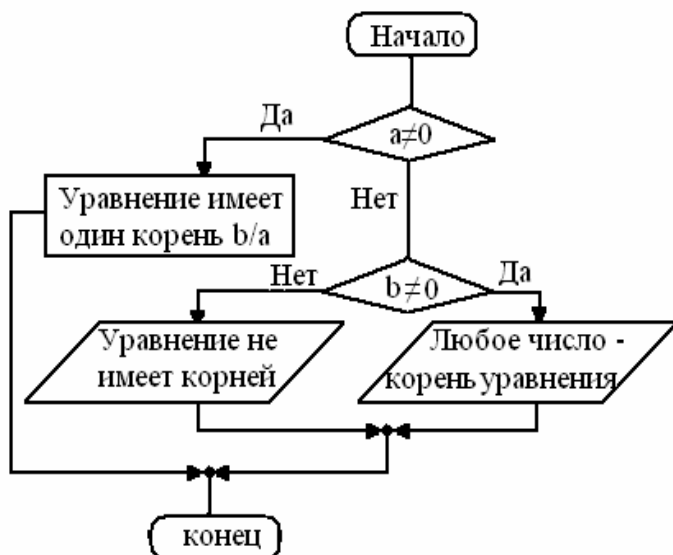 Начало
Да
a≠0
Уравнение имеет
один корень b/a
Нет
Нет
b≠0
Да
Уравнение не
имеет корней
Любое число -
корень уравнения
конец